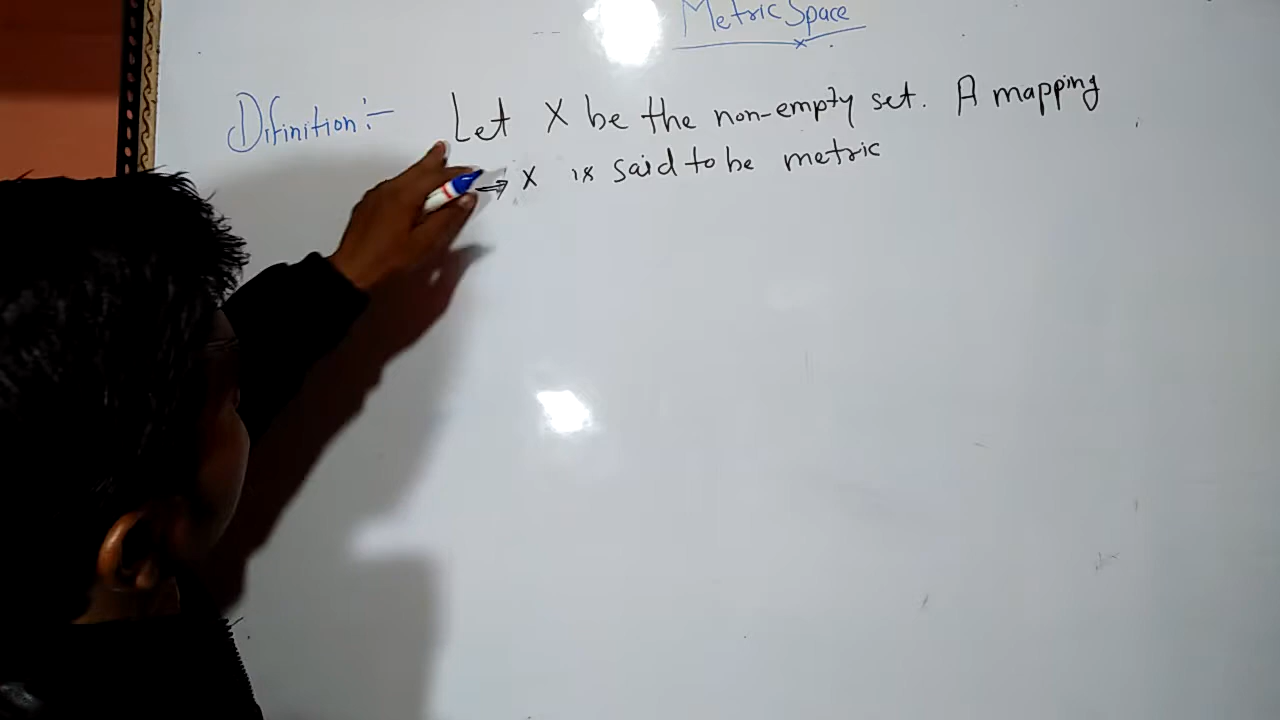 Metric Space
Difinition :- Let X be the non-empty set. A mapping
→ X is said to be metric